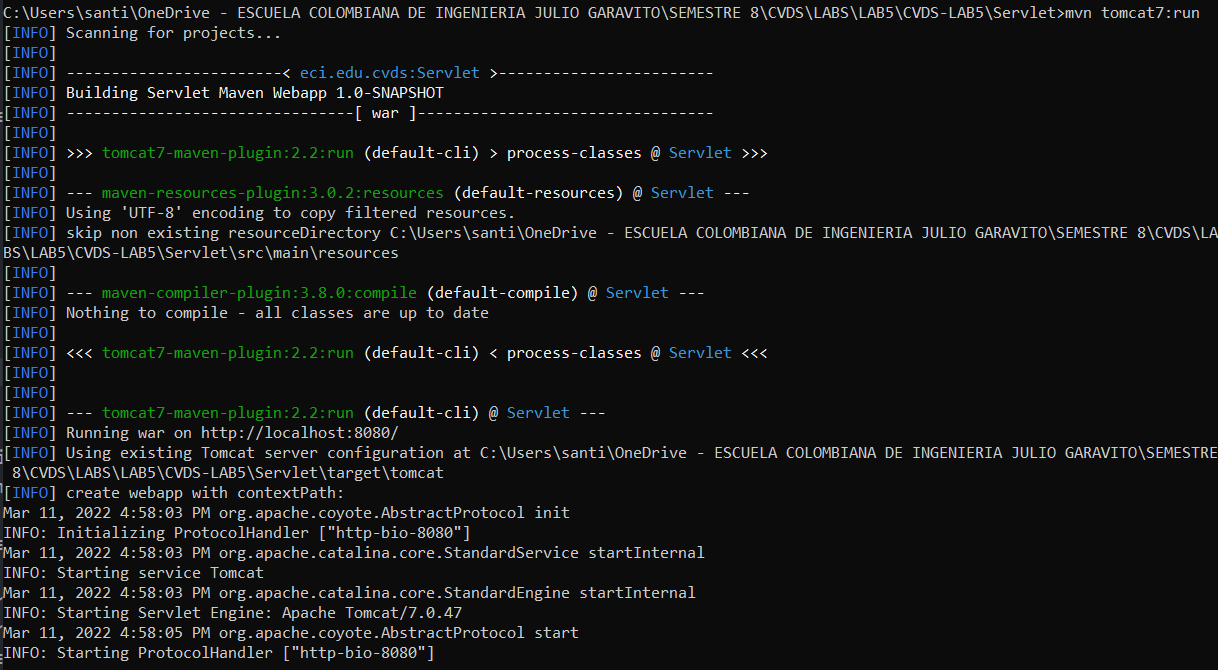 C:\Users\santi\OneDrive - ESCUELA COLOMBIANA DE INGENIERIA JULIO GARAVITO\SEMESTRE 8\CVDS\LABS\LAB5\CVDS-LAB5\Servlet>mvn tomcat7:run
[INFO] Scanning for projects...
[INFO]
[INFO] ------------------------< eci.edu.cvds:Servlet >------------------------
[INFO] Building Servlet Maven Webapp 1.0-SNAPSHOT
[INFO] --------------------------------[ war ]---------------------------------
[INFO]
[INFO] >>> tomcat7-maven-plugin:2.2:run (default-cli) > process-classes @ Servlet >>>
[INFO]
[INFO] --- maven-resources-plugin:3.0.2:resources (default-resources) @ Servlet ---
[INFO] Using 'UTF-8' encoding to copy filtered resources.
[INFO] skip non existing resourceDirectory C:\Users\santi\OneDrive - ESCUELA COLOMBIANA DE INGENIERIA JULIO GARAVITO\SEMESTRE 8\CVDS\LA
BS\LAB5\CVDS-LAB5\Servlet\src\main\resources
[INFO]
[INFO] --- maven-compiler-plugin:3.8.0:compile (default-compile) @ Servlet ---
[INFO] Nothing to compile - all classes are up to date
[INFO]
[INFO] <<< tomcat7-maven-plugin:2.2:run (default-cli) < process-classes @ Servlet <<<
[INFO]
[INFO]
[INFO] --- tomcat7-maven-plugin:2.2:run (default-cli) @ Servlet ---
[INFO] Running war on http://localhost:8080/
[INFO] Using existing Tomcat server configuration at C:\Users\santi\OneDrive - ESCUELA COLOMBIANA DE INGENIERIA JULIO GARAVITO\SEMESTRE
 8\CVDS\LABS\LAB5\CVDS-LAB5\Servlet\target\tomcat
[INFO] create webapp with contextPath:
Mar 11, 2022 4:58:03 PM org.apache.coyote.AbstractProtocol init
INFO: Initializing ProtocolHandler ["http-bio-8080"]
Mar 11, 2022 4:58:03 PM org.apache.catalina.core.StandardService startInternal
INFO: Starting service Tomcat
Mar 11, 2022 4:58:03 PM org.apache.catalina.core.StandardEngine startInternal
INFO: Starting Servlet Engine: Apache Tomcat/7.0.47
Mar 11, 2022 4:58:05 PM org.apache.coyote.AbstractProtocol start
INFO: Starting ProtocolHandler ["http-bio-8080"]